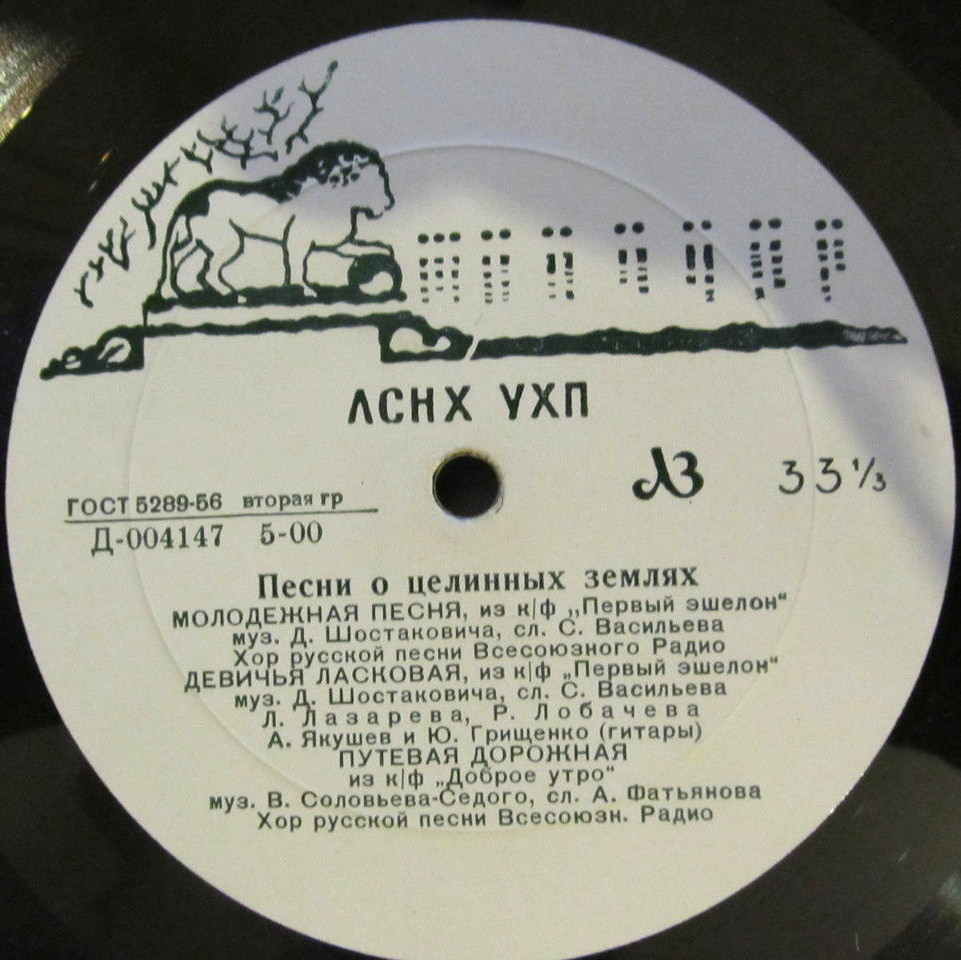 ЛСНХ УХП
ЛЗ 33 1/3
ГОСТ 5289-56 вторая гр
Д-004147 5-00
Песни о целинных землях
МОЛОДЕЖНАЯ ПЕСНЯ, из к/ф „Первый эшелон“
муз. Д. Шостаковича, сл. С. Васильева
Хор русской песни Всесоюзного Радио
ДЕВИЧЬЯ ЛАСКОВАЯ, из к/ф „Первый эшелон“
муз. Д. Шостаковича, сл. С. Васильева
Л. Лазарева, Р. Лобачева
А. Якушев и Ю. Грищенко (гитары)
ПУТЕВАЯ ДОРОЖНАЯ
из к/ф „Доброе утро“
муз. В. Соловьева-Седого, сл. А. Фатьянова
Хор русской песни Всесоюзн. Радио